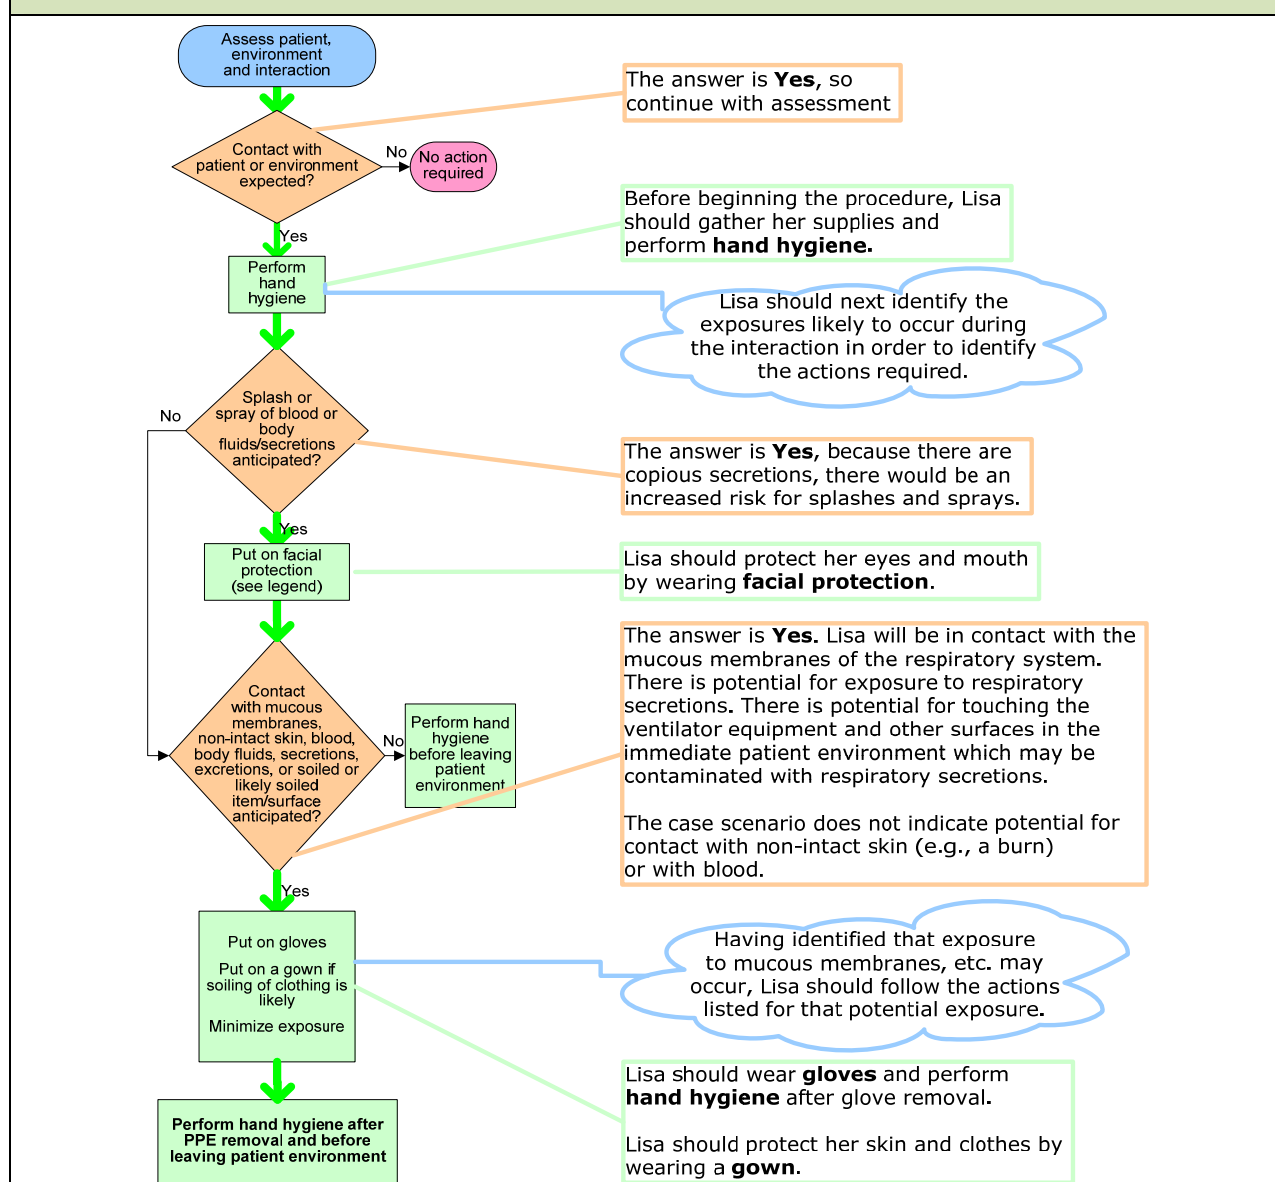 Assess patient,
environment
and interaction
The answer is Yes, so
continue with assessment
Contact with
patient or environment
expected?
No
No action
required
Yes
Before beginning the procedure, Lisa
should gather her supplies and
perform hand hygiene.
Perform
hand
hygiene
Lisa should next identify the
exposures likely to occur during
the interaction in order to identify
the actions required.
Splash or
spray of blood or
body
fluids/secretions
anticipated?
No
The answer is Yes, because there are
copious secretions, there would be an
increased risk for splashes and sprays.
Yes
Put on facial
protection
(see legend)
Lisa should protect her eyes and mouth
by wearing facial protection.
Contact
with mucous
membranes,
non-intact skin, blood,
body fluids, secretions,
excretions, or soiled or
likely soiled
item/surface
anticipated?
No
Perform hand
hygiene
before leaving
patient
environment
The answer is Yes. Lisa will be in contact with the
mucous membranes of the respiratory system.
There is potential for exposure to respiratory
secretions. There is potential for touching the
ventilator equipment and other surfaces in the
immediate patient environment which may be
contaminated with respiratory secretions.
The case scenario does not indicate potential for
contact with non-intact skin (e.g., a burn)
or with blood.
Yes
Put on gloves
Put on a gown if
soiling of clothing is
likely
Minimize exposure
Having identified that exposure
to mucous membranes, etc. may
occur, Lisa should follow the actions
listed for that potential exposure.
Lisa should wear gloves and perform
hand hygiene after glove removal.
Lisa should protect her skin and clothes by
wearing a gown.
Perform hand hygiene after
PPE removal and before
leaving patient environment